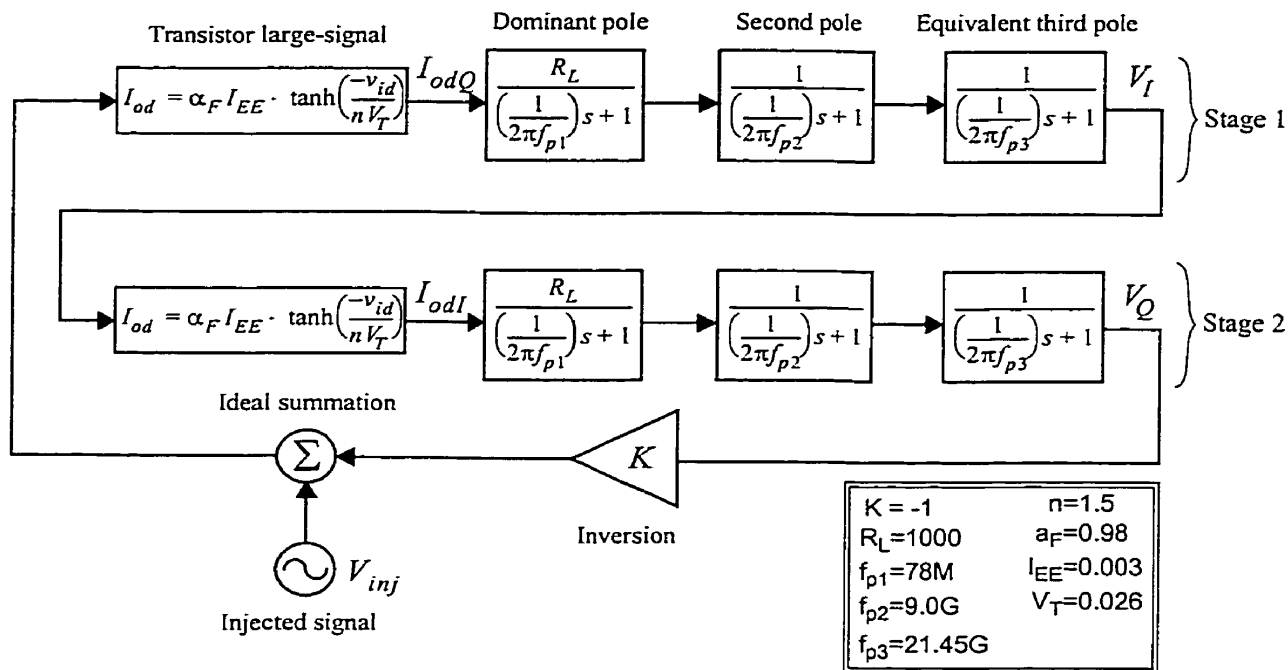 Transistor large-signal
Dominant pole
Second pole
Equivalent third pole
I_od = α_F I_EE · tanh(-v_id / nV_T)
I_odQ
R_L / ((1 / 2πf_p1) s + 1)
1 / ((1 / 2πf_p2) s + 1)
1 / ((1 / 2πf_p3) s + 1)
V_I
Stage 1
I_od = α_F I_EE · tanh(-v_id / nV_T)
I_odI
R_L / ((1 / 2πf_p1) s + 1)
1 / ((1 / 2πf_p2) s + 1)
1 / ((1 / 2πf_p3) s + 1)
V_Q
Stage 2
Ideal summation
Σ
K
Inversion
V_inj
Injected signal
K = -1
n=1.5
R_L=1000
a_F=0.98
f_p1=78M
I_EE=0.003
f_p2=9.0G
V_T=0.026
f_p3=21.45G